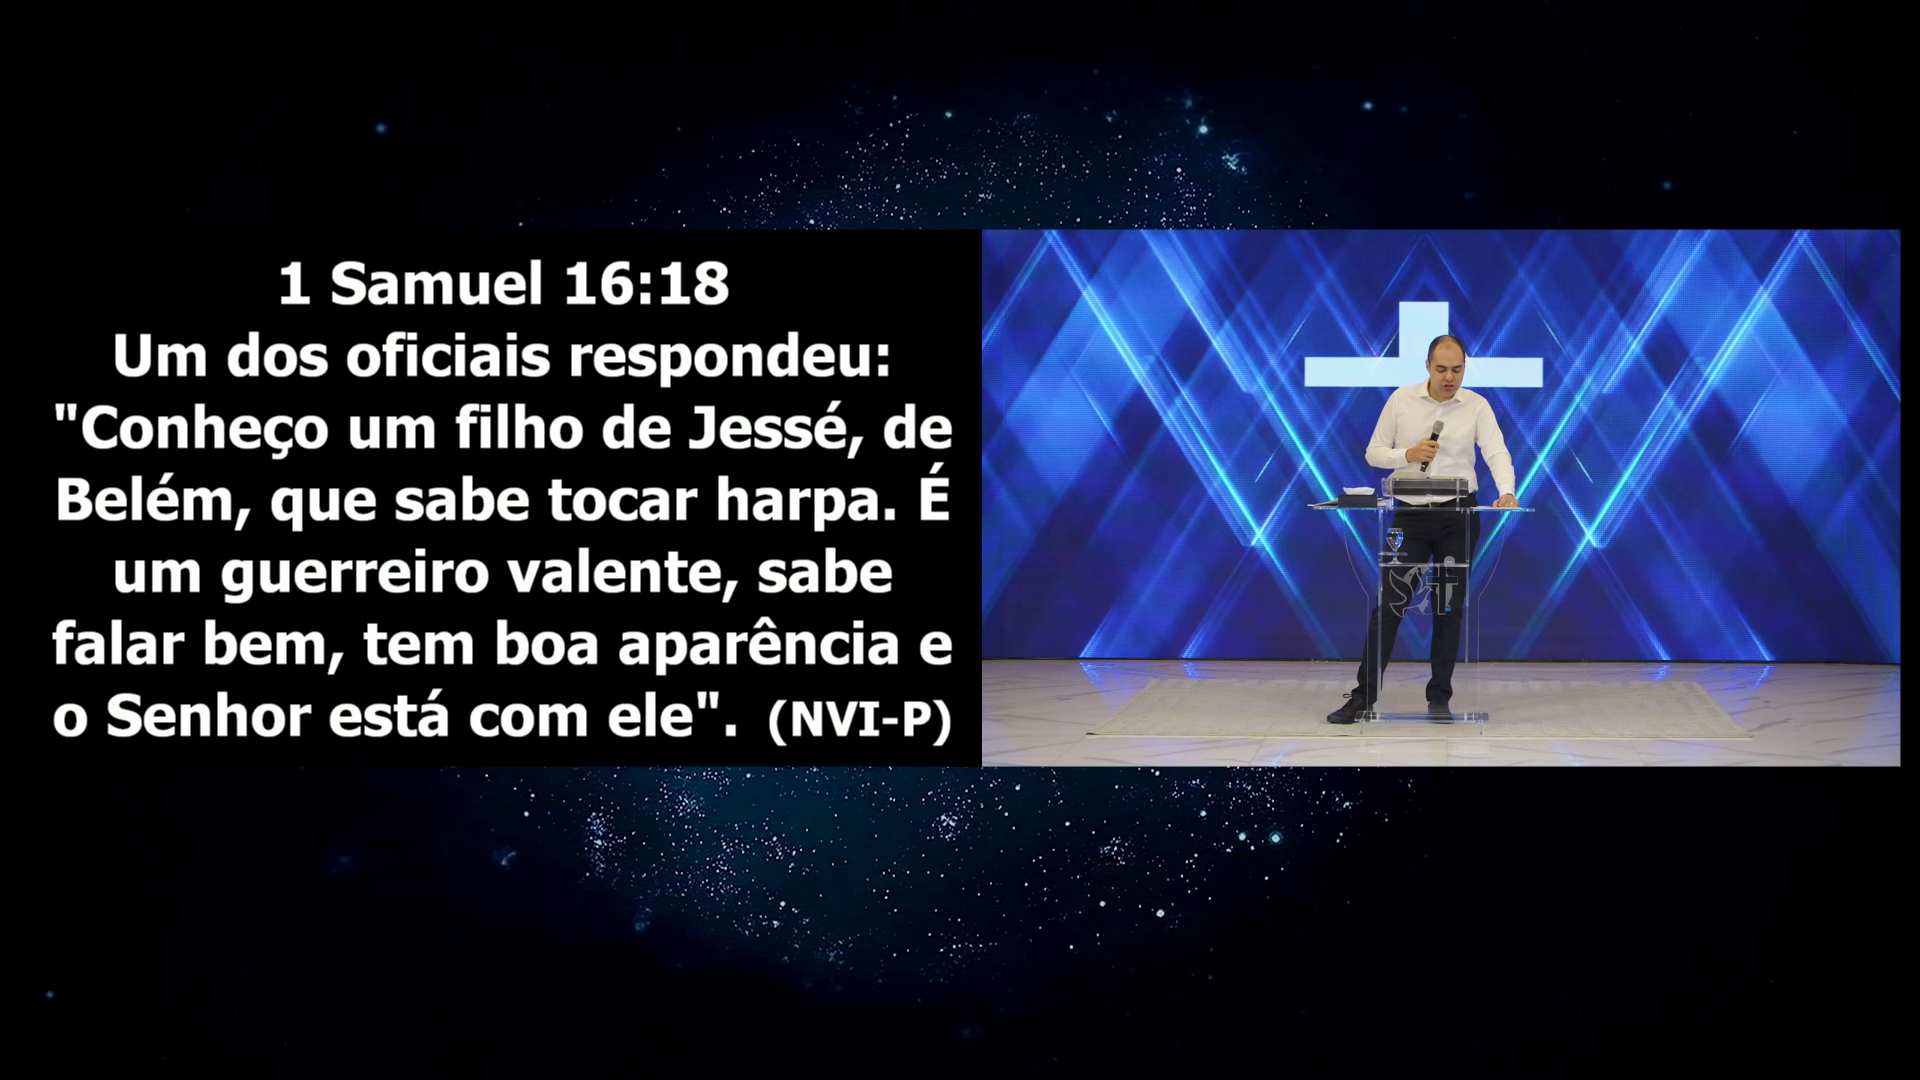 1 Samuel 16:18
Um dos oficiais respondeu:
"Conheço um filho de Jessé, de
Belém, que sabe tocar harpa. É
um guerreiro valente, sabe
falar bem, tem boa aparência e
o Senhor está com ele". (NVI-P)